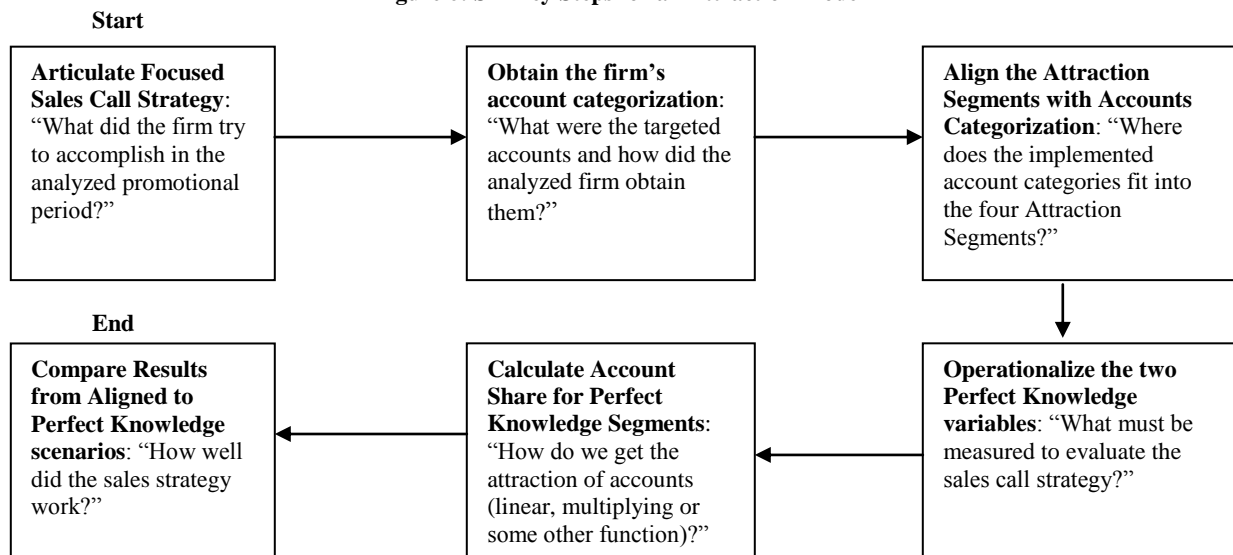 Start
Articulate Focused
Sales Call Strategy:
“What did the firm try
to accomplish in the
analyzed promotional
period?”
Obtain the firm’s
account categorization:
“What were the targeted
accounts and how did the
analyzed firm obtain
them?”
Align the Attraction
Segments with Accounts
Categorization: “Where
does the implemented
account categories fit into
the four Attraction
Segments?”
Operationalize the two
Perfect Knowledge
variables: “What must be
measured to evaluate the
sales call strategy?”
Calculate Account
Share for Perfect
Knowledge Segments:
“How do we get the
attraction of accounts
(linear, multiplying or
some other function)?”
End
Compare Results
from Aligned to
Perfect Knowledge
scenarios: “How well
did the sales strategy
work?”